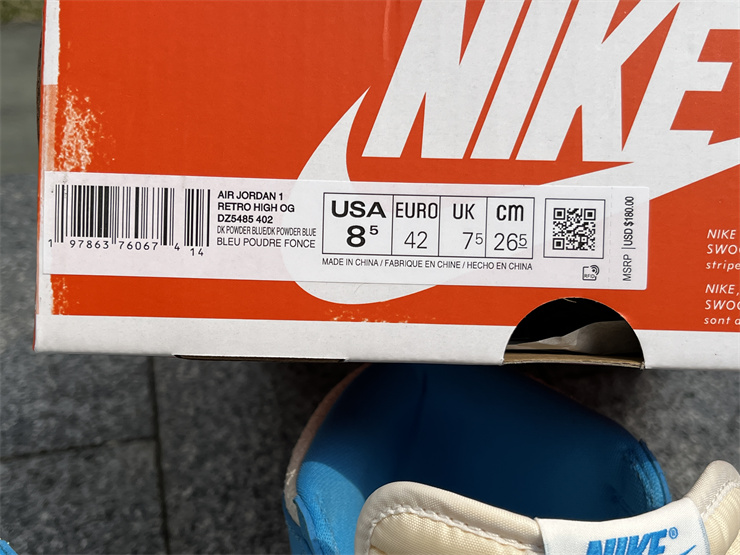 NIKE
AIR JORDAN 1
RETRO HIGH OG
DZ5485 402
DK POWDER BLUE/DK POWDER BLUE
BLEU POUDRE FONCE
1 97863 76067 4
14
USA EURO UK cm
8⁵ 42 7⁵ 26⁵
MADE IN CHINA / FABRIQUE EN CHINE / HECHO EN CHINA
RFID
MSRP USD $180.00
NIKE
SWOO
stripe
NIKE,
SWOO
sont d
NIKE®